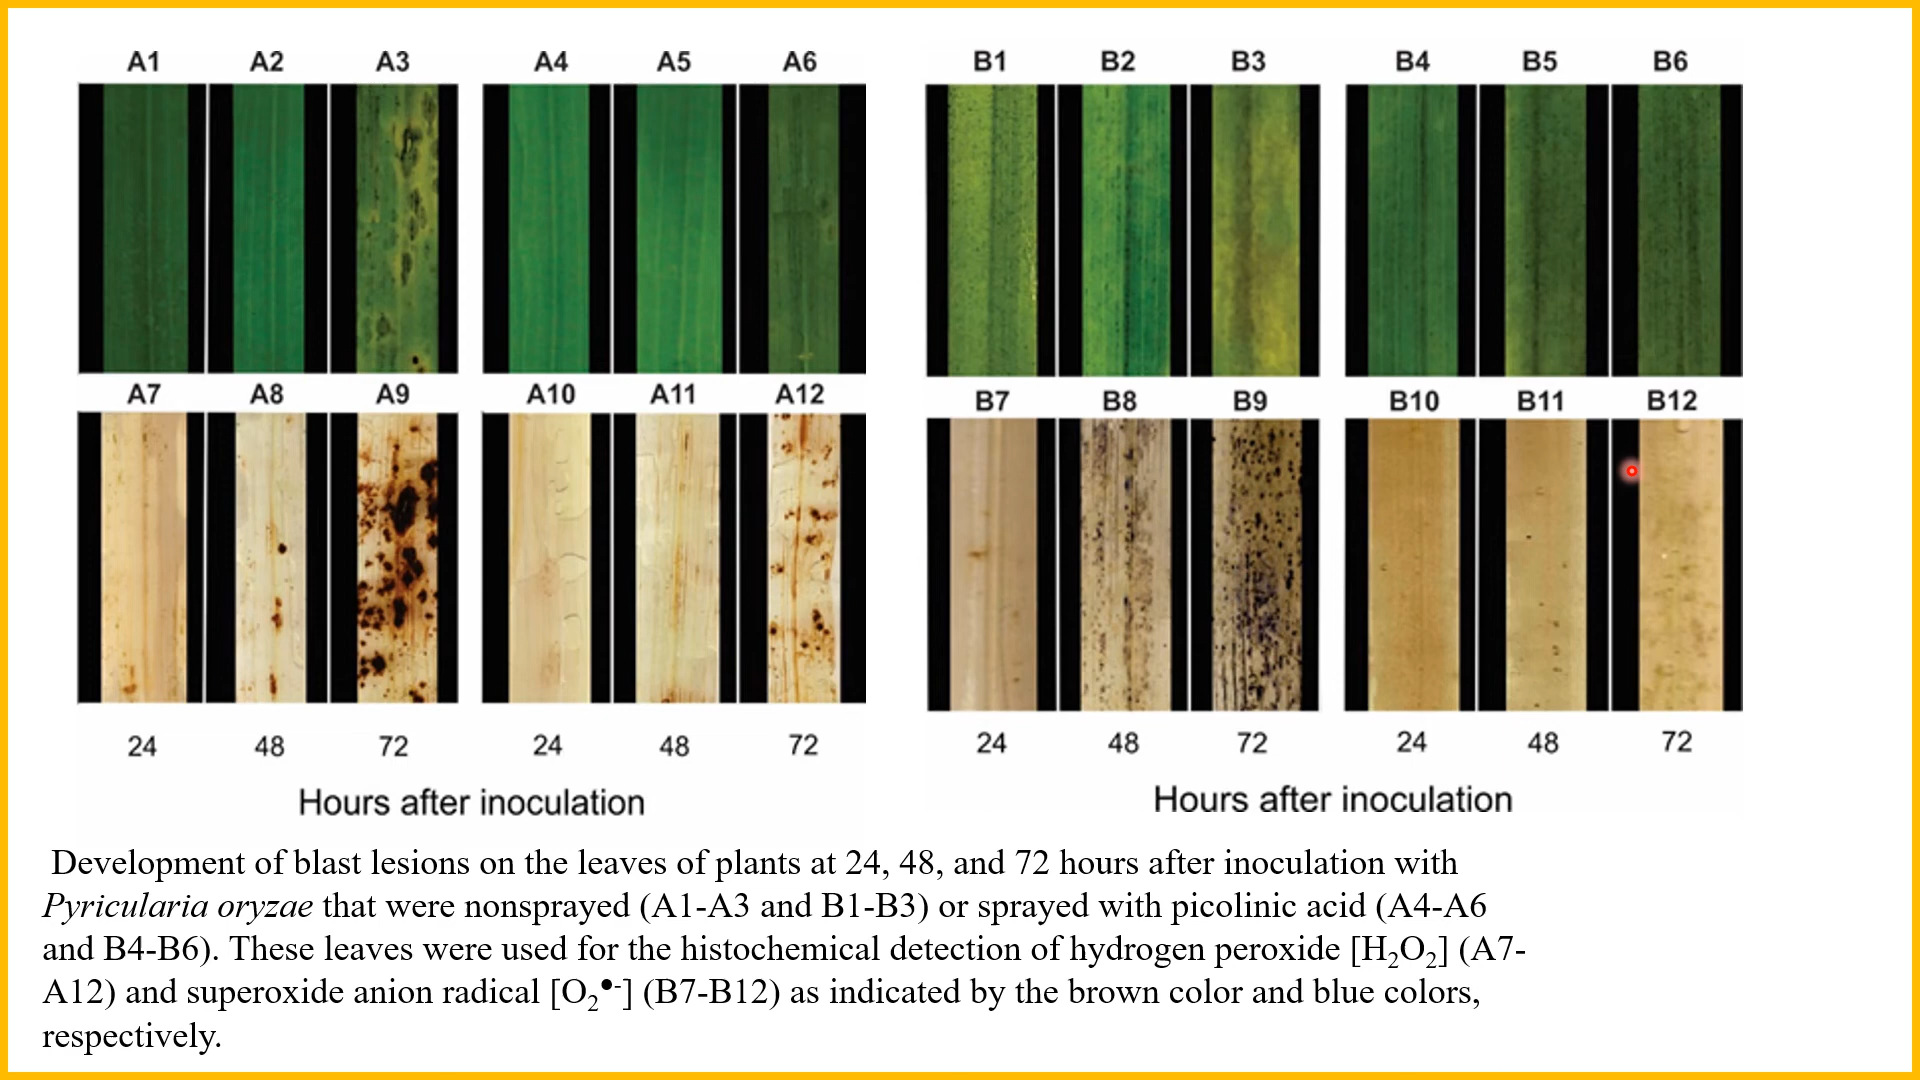 A1 A2 A3 A4 A5 A6 B1 B2 B3 B4 B5 B6
A7 A8 A9 A10 A11 A12 B7 B8 B9 B10 B11 B12
24 48 72 24 48 72 24 48 72 24 48 72
Hours after inoculation Hours after inoculation
Development of blast lesions on the leaves of plants at 24, 48, and 72 hours after inoculation with
Pyricularia oryzae that were nonsprayed (A1-A3 and B1-B3) or sprayed with picolinic acid (A4-A6
and B4-B6). These leaves were used for the histochemical detection of hydrogen peroxide [H₂O₂] (A7-
A12) and superoxide anion radical [O₂•-] (B7-B12) as indicated by the brown color and blue colors,
respectively.